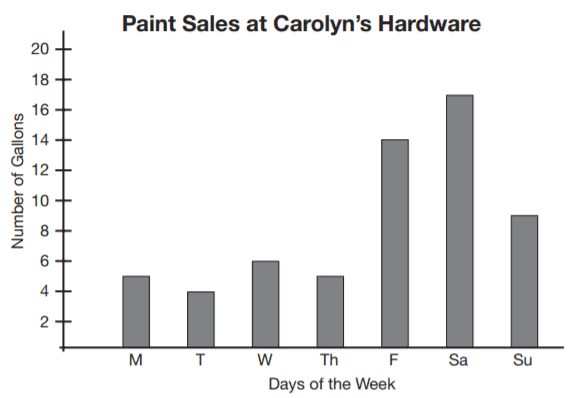 Paint Sales at Carolyn’s Hardware
20
18
16
14
12
10
8
6
4
2
Number of Gallons
M T W Th F Sa Su
Days of the Week